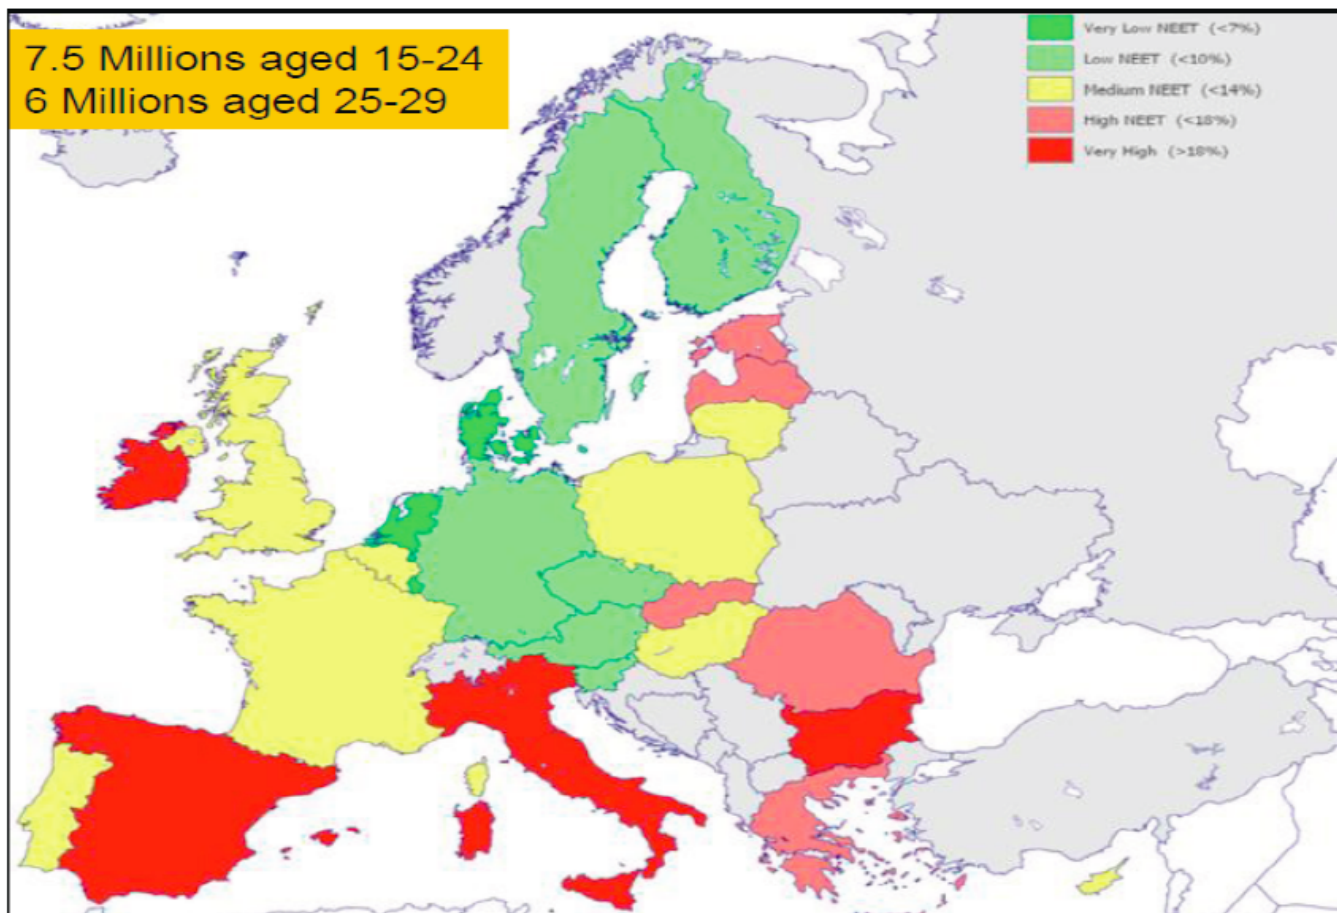 7.5 Millions aged 15-24
6 Millions aged 25-29
Very Low NEET (<7%)
Low NEET (<10%)
Medium NEET (<14%)
High NEET (<18%)
Very High (>18%)